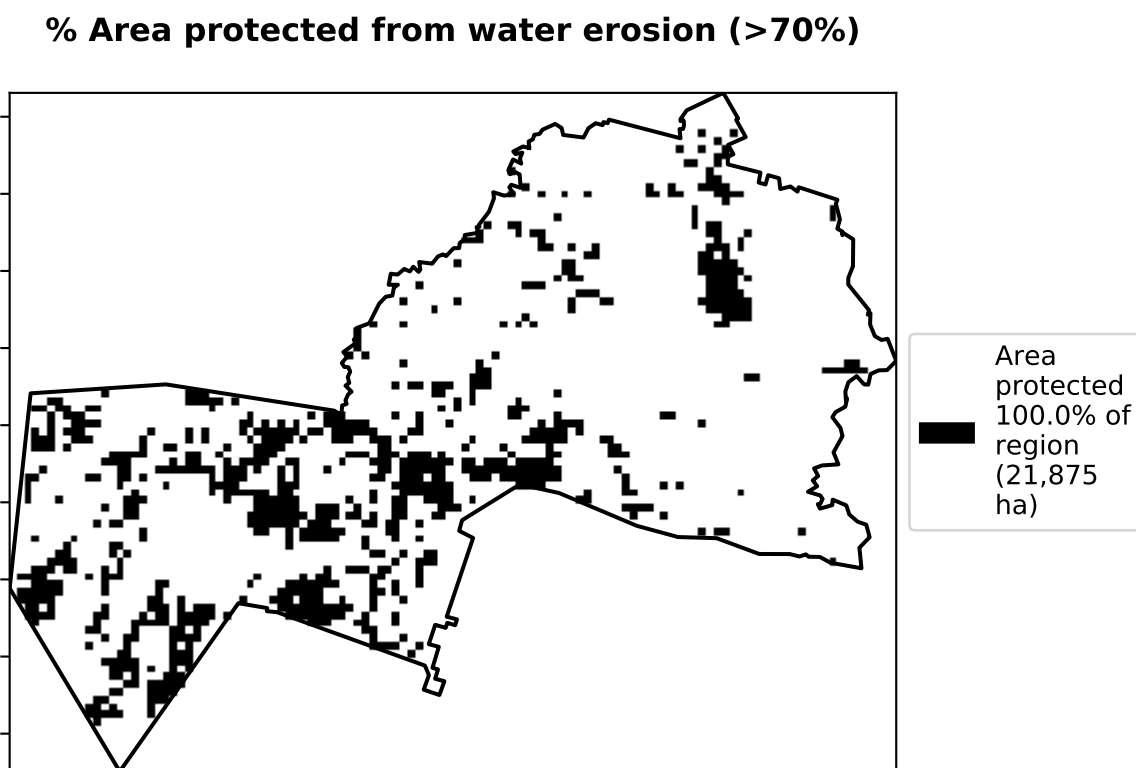 % Area protected from water erosion (>70%)
Area
protected
100.0% of
region
(21,875
ha)